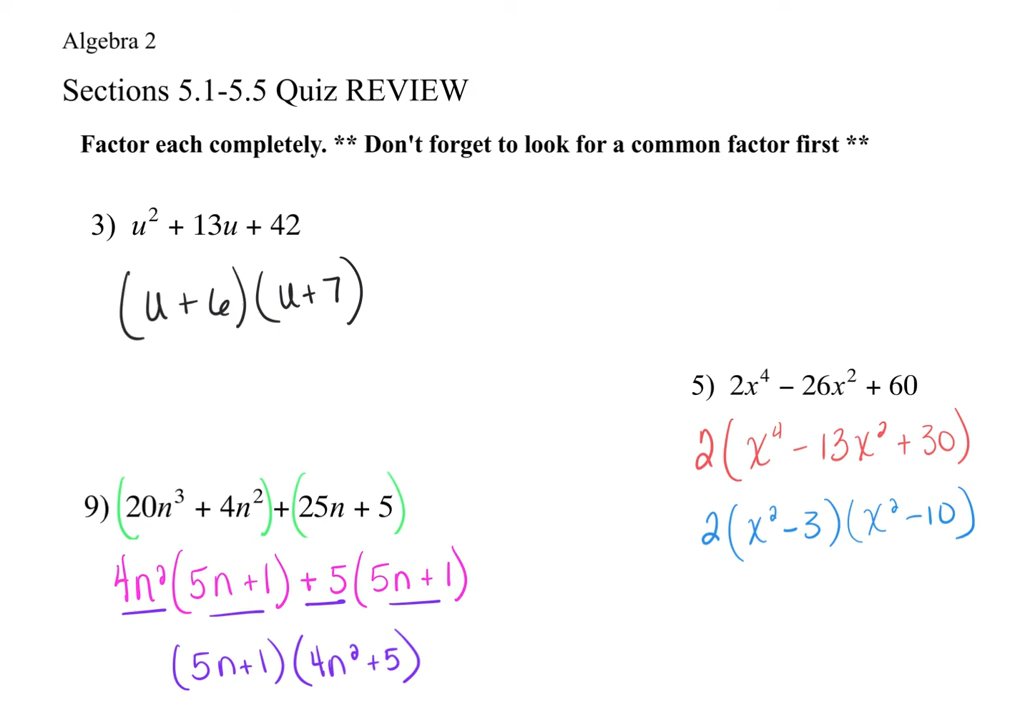 Algebra 2
Sections 5.1-5.5 Quiz REVIEW
Factor each completely. ** Don't forget to look for a common factor first **
3) u² + 13u + 42
(u + 6)(u + 7)
5) 2x⁴ − 26x² + 60
2(x⁴ − 13x² + 30)
2(x² − 3)(x² − 10)
9) (20n³ + 4n²) + (25n + 5)
4n²(5n + 1) + 5(5n + 1)
(5n + 1)(4n² + 5)